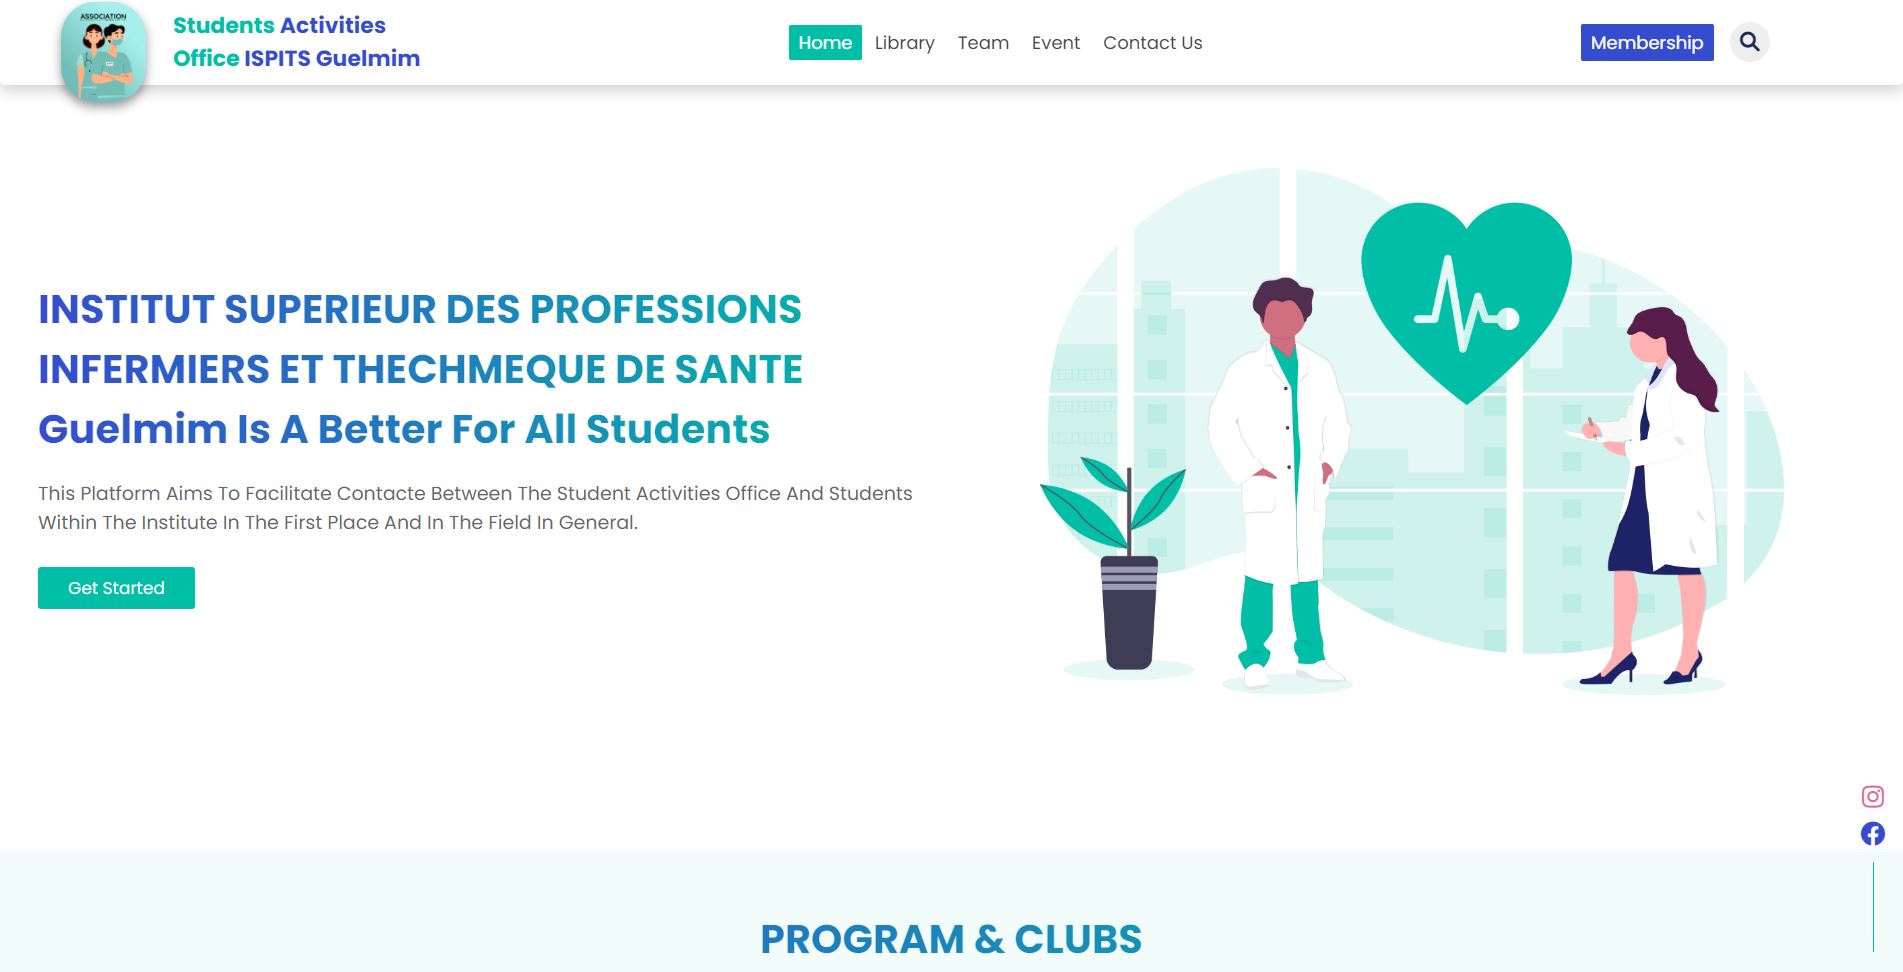 ASSOCIATION
Students Activities
Office ISPITS Guelmim
Home
Library
Team
Event
Contact Us
Membership
INSTITUT SUPERIEUR DES PROFESSIONS
INFERMIERS ET THECHMEQUE DE SANTE
Guelmim Is A Better For All Students
This Platform Aims To Facilitate Contacte Between The Student Activities Office And Students
Within The Institute In The First Place And In The Field In General.
Get Started
PROGRAM & CLUBS